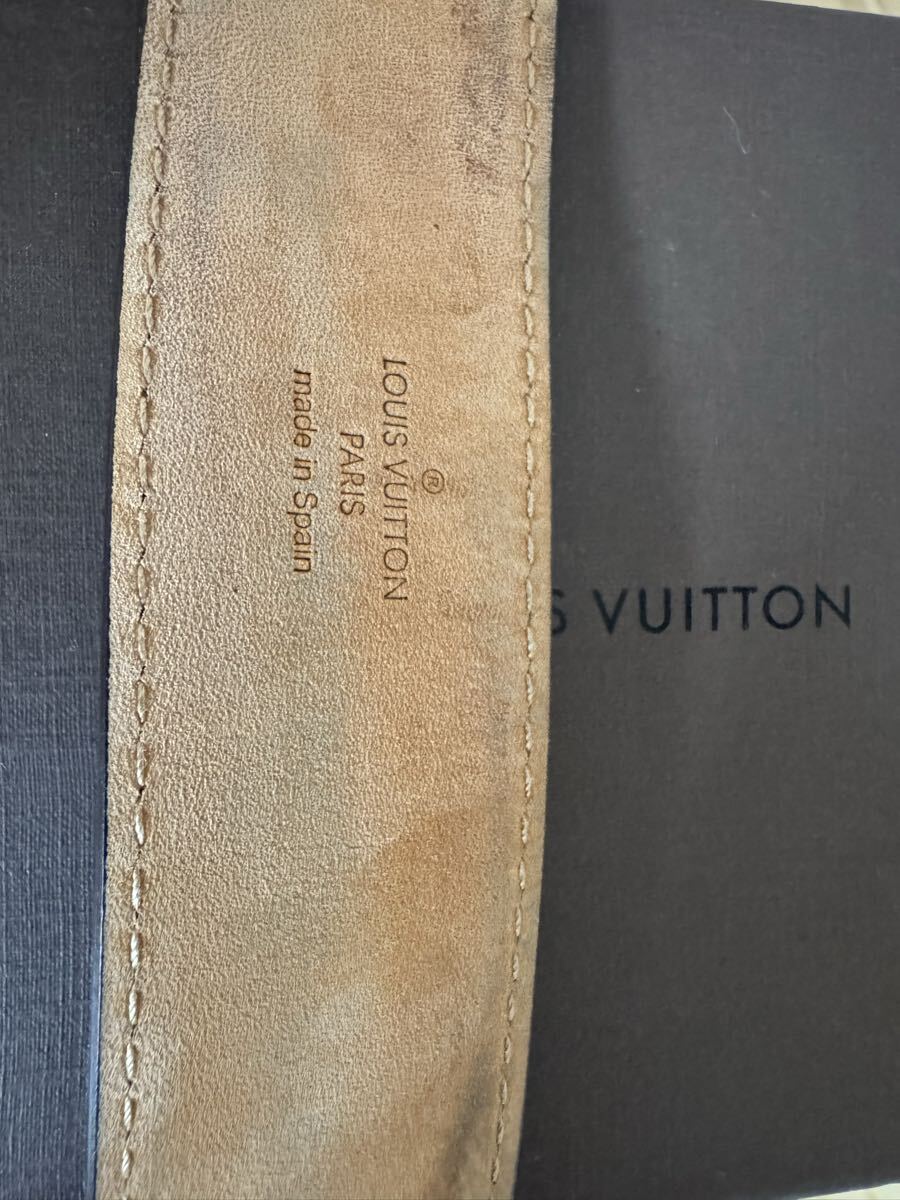 ®
LOUIS VUITTON
PARIS
made in Spain
S VUITTON